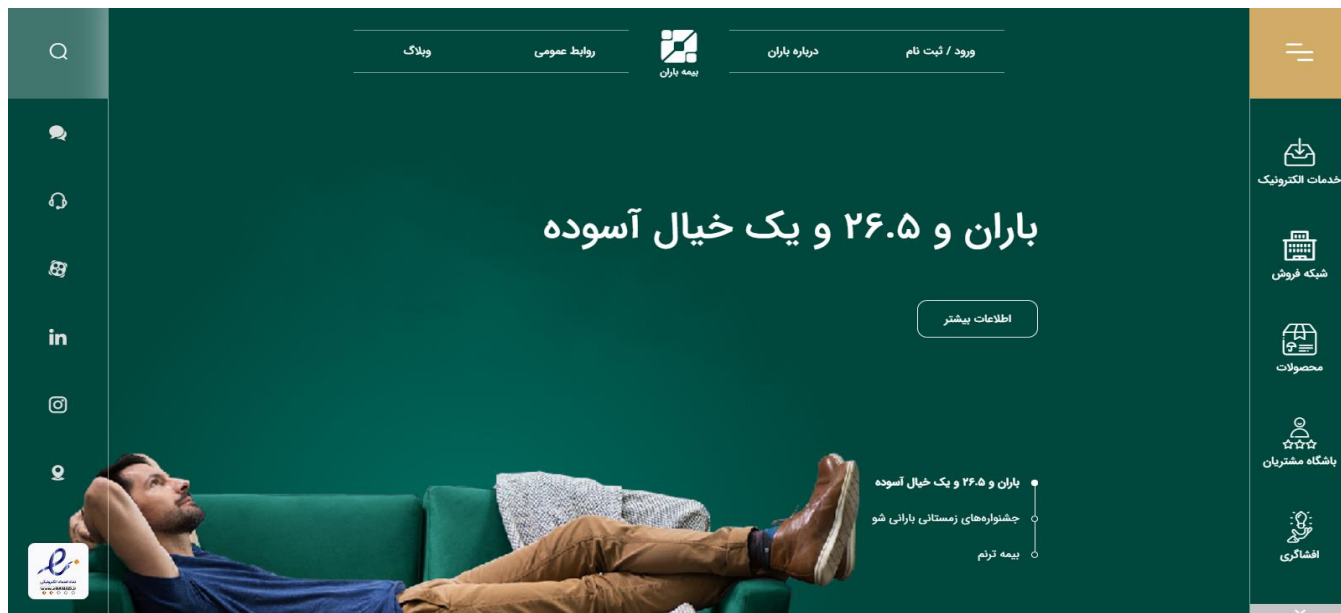 ورود / ثبت نام
درباره باران
بیمه باران
روابط عمومی
وبلاگ
خدمات الکترونیک
شبکه فروش
محصولات
باشگاه مشتریان
افشاگری
باران و ۲۶.۵ و یک خیال آسوده
اطلاعات بیشتر
باران و ۲۶.۵ و یک خیال آسوده
جشنواره‌های زمستانی بارانی شو
بیمه ترنم
in